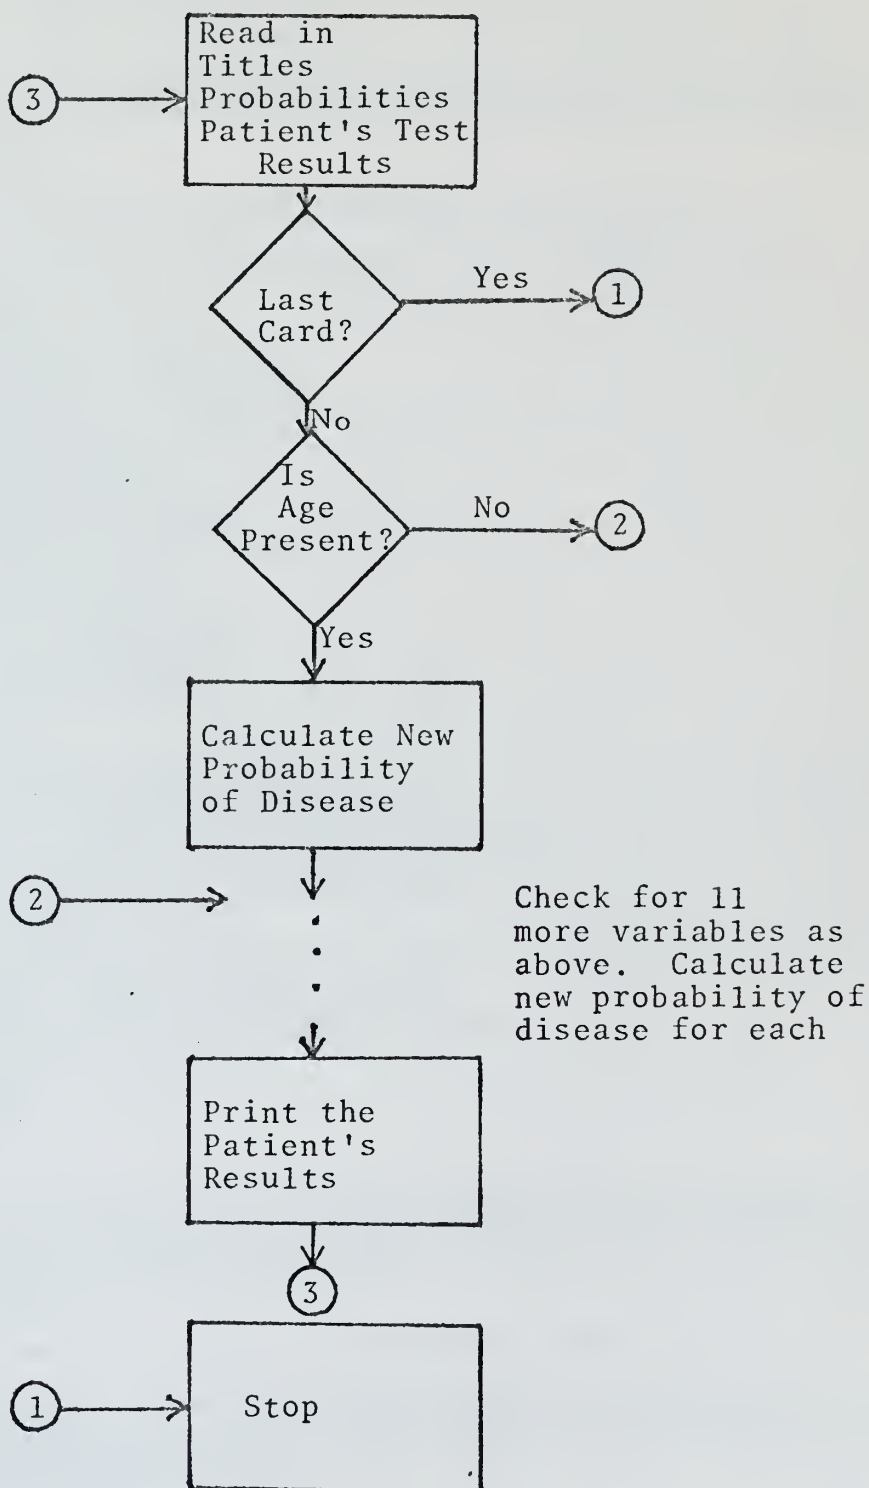 Read in
Titles
3
Probabilities
Patient's Test
Results
Last
Card?
Yes
1
No
Is
Age
Present?
No
2
Yes
Calculate New
Probability
of Disease
2
Check for 11
more variables as
above. Calculate
new probability of
disease for each
Print the
Patient's
Results
3
1
Stop